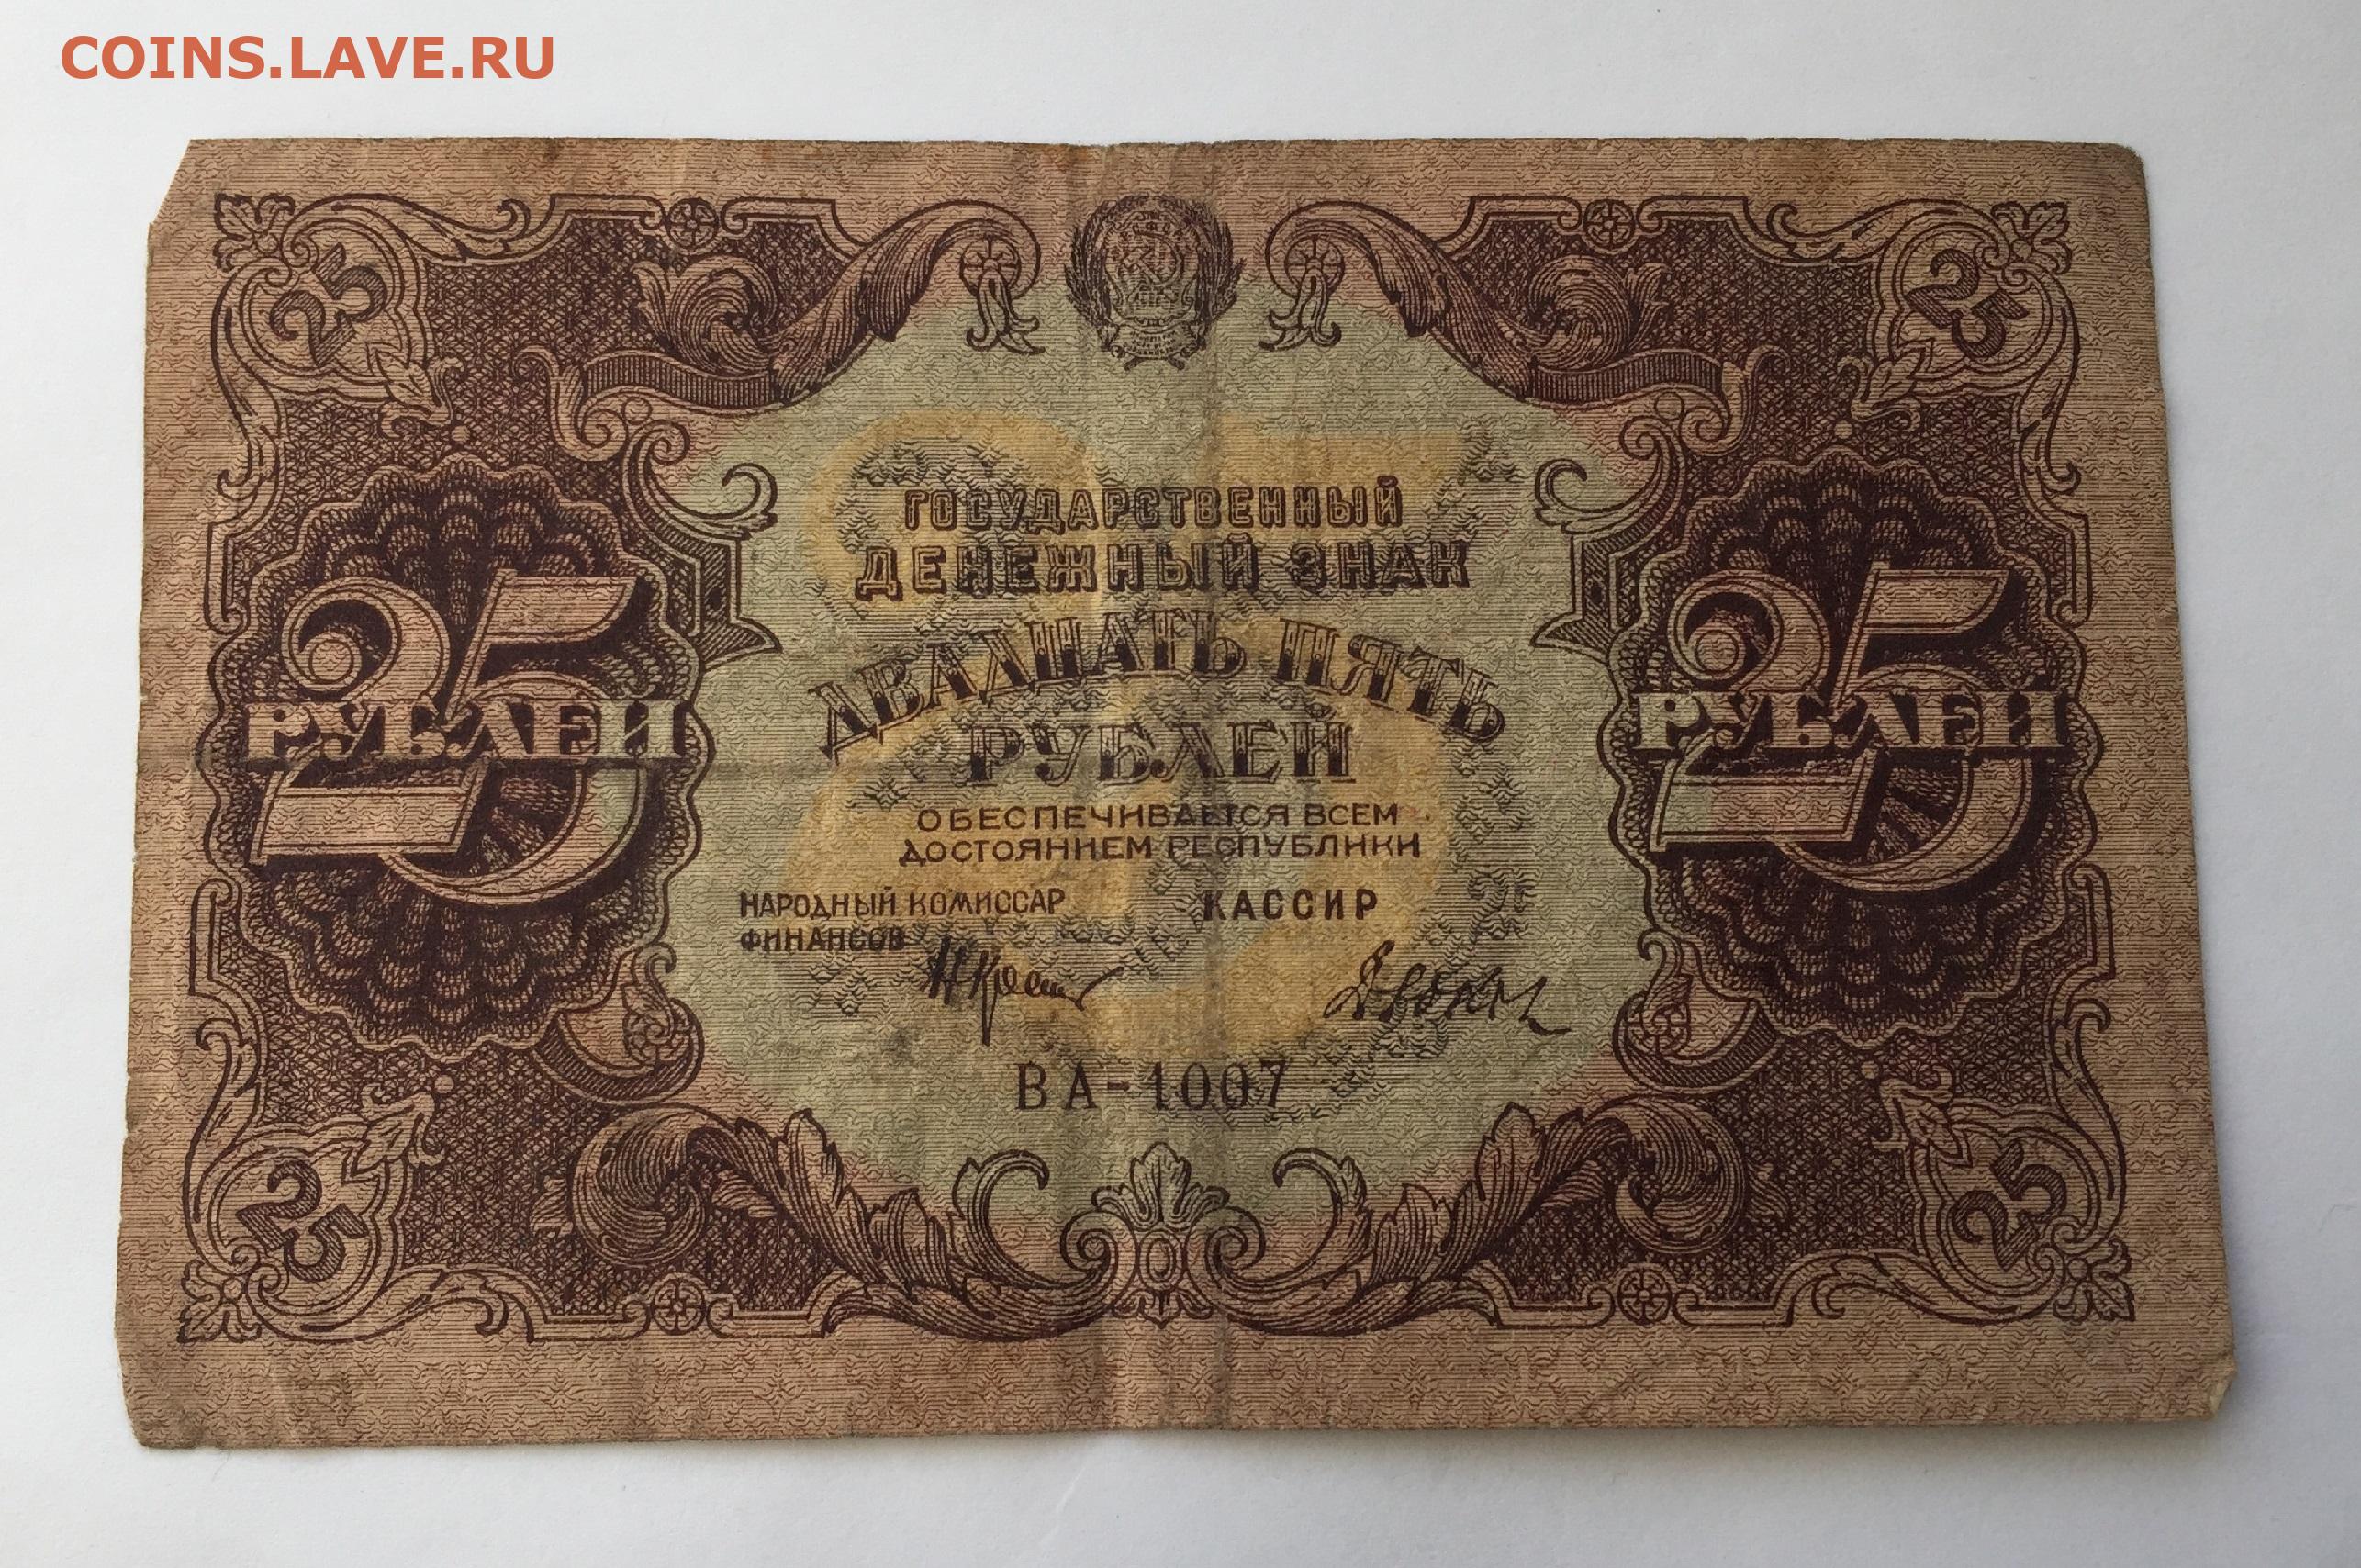 COINS.LAVE.RU
25
25
ГОСУДАРСТВЕННЫЙ
ДЕНЕЖНЫЙ ЗНАК
ДВАДЦАТЬ ПЯТЬ
РУБЛЕЙ
25 РУБЛЕЙ
25 РУБЛЕЙ
ОБЕСПЕЧИВАЕТСЯ ВСЕМ
ДОСТОЯНИЕМ РЕСПУБЛИКИ
НАРОДНЫЙ КОМИССАР КАССИР
ФИНАНСОВ
ВА-1007
25
25